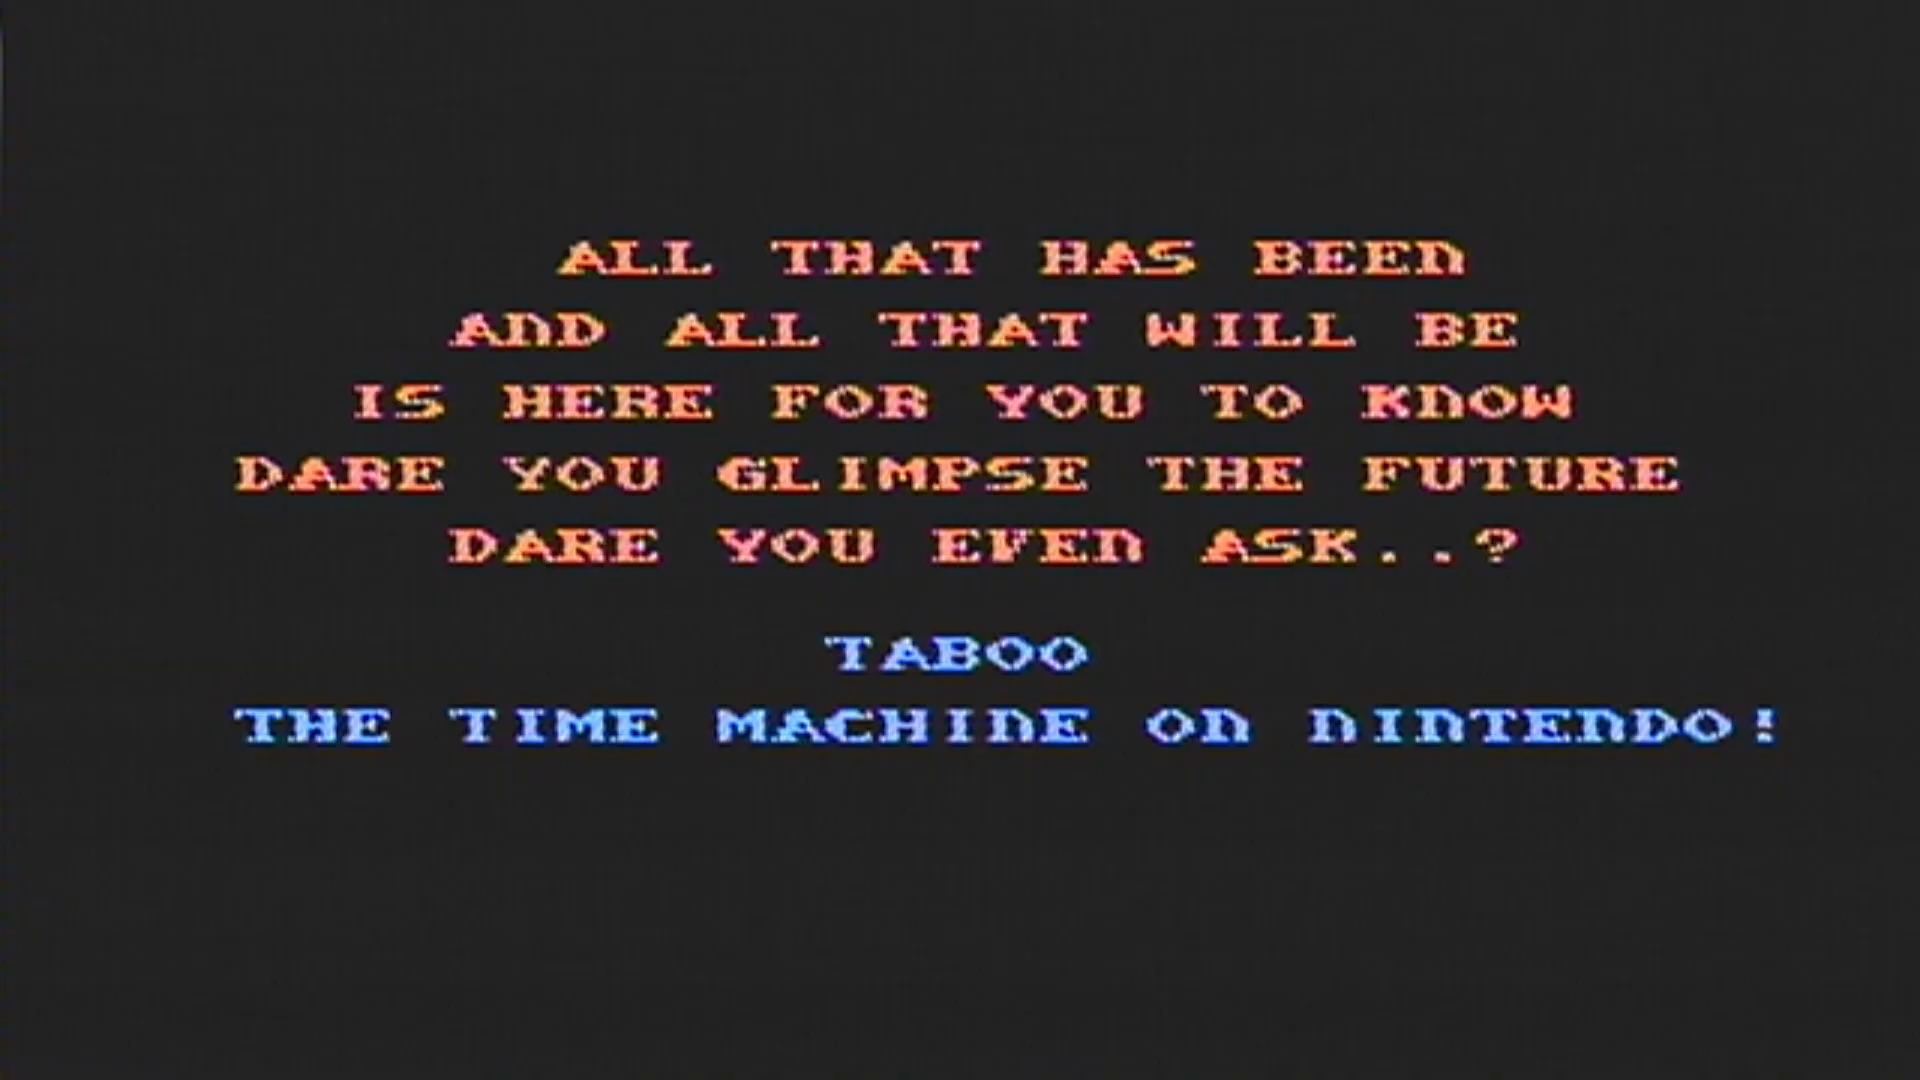 ALL THAT HAS BEEN
AND ALL THAT WILL BE
IS HERE FOR YOU TO KNOW
DARE YOU GLIMPSE THE FUTURE
DARE YOU EVEN ASK..?
TABOO
THE TIME MACHINE ON NINTENDO!